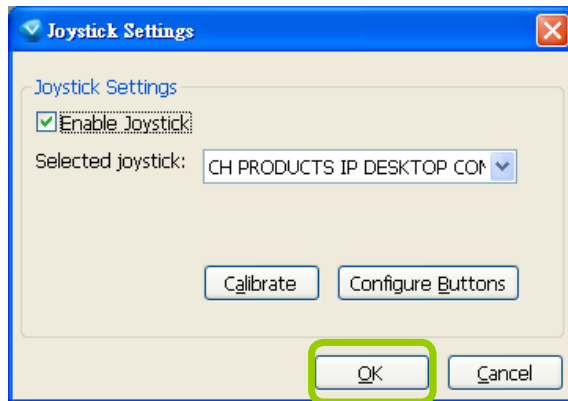 Joystick Settings
Joystick Settings
Enable Joystick
Selected joystick: CH PRODUCTS IP DESKTOP CON
Calibrate Configure Buttons
OK Cancel